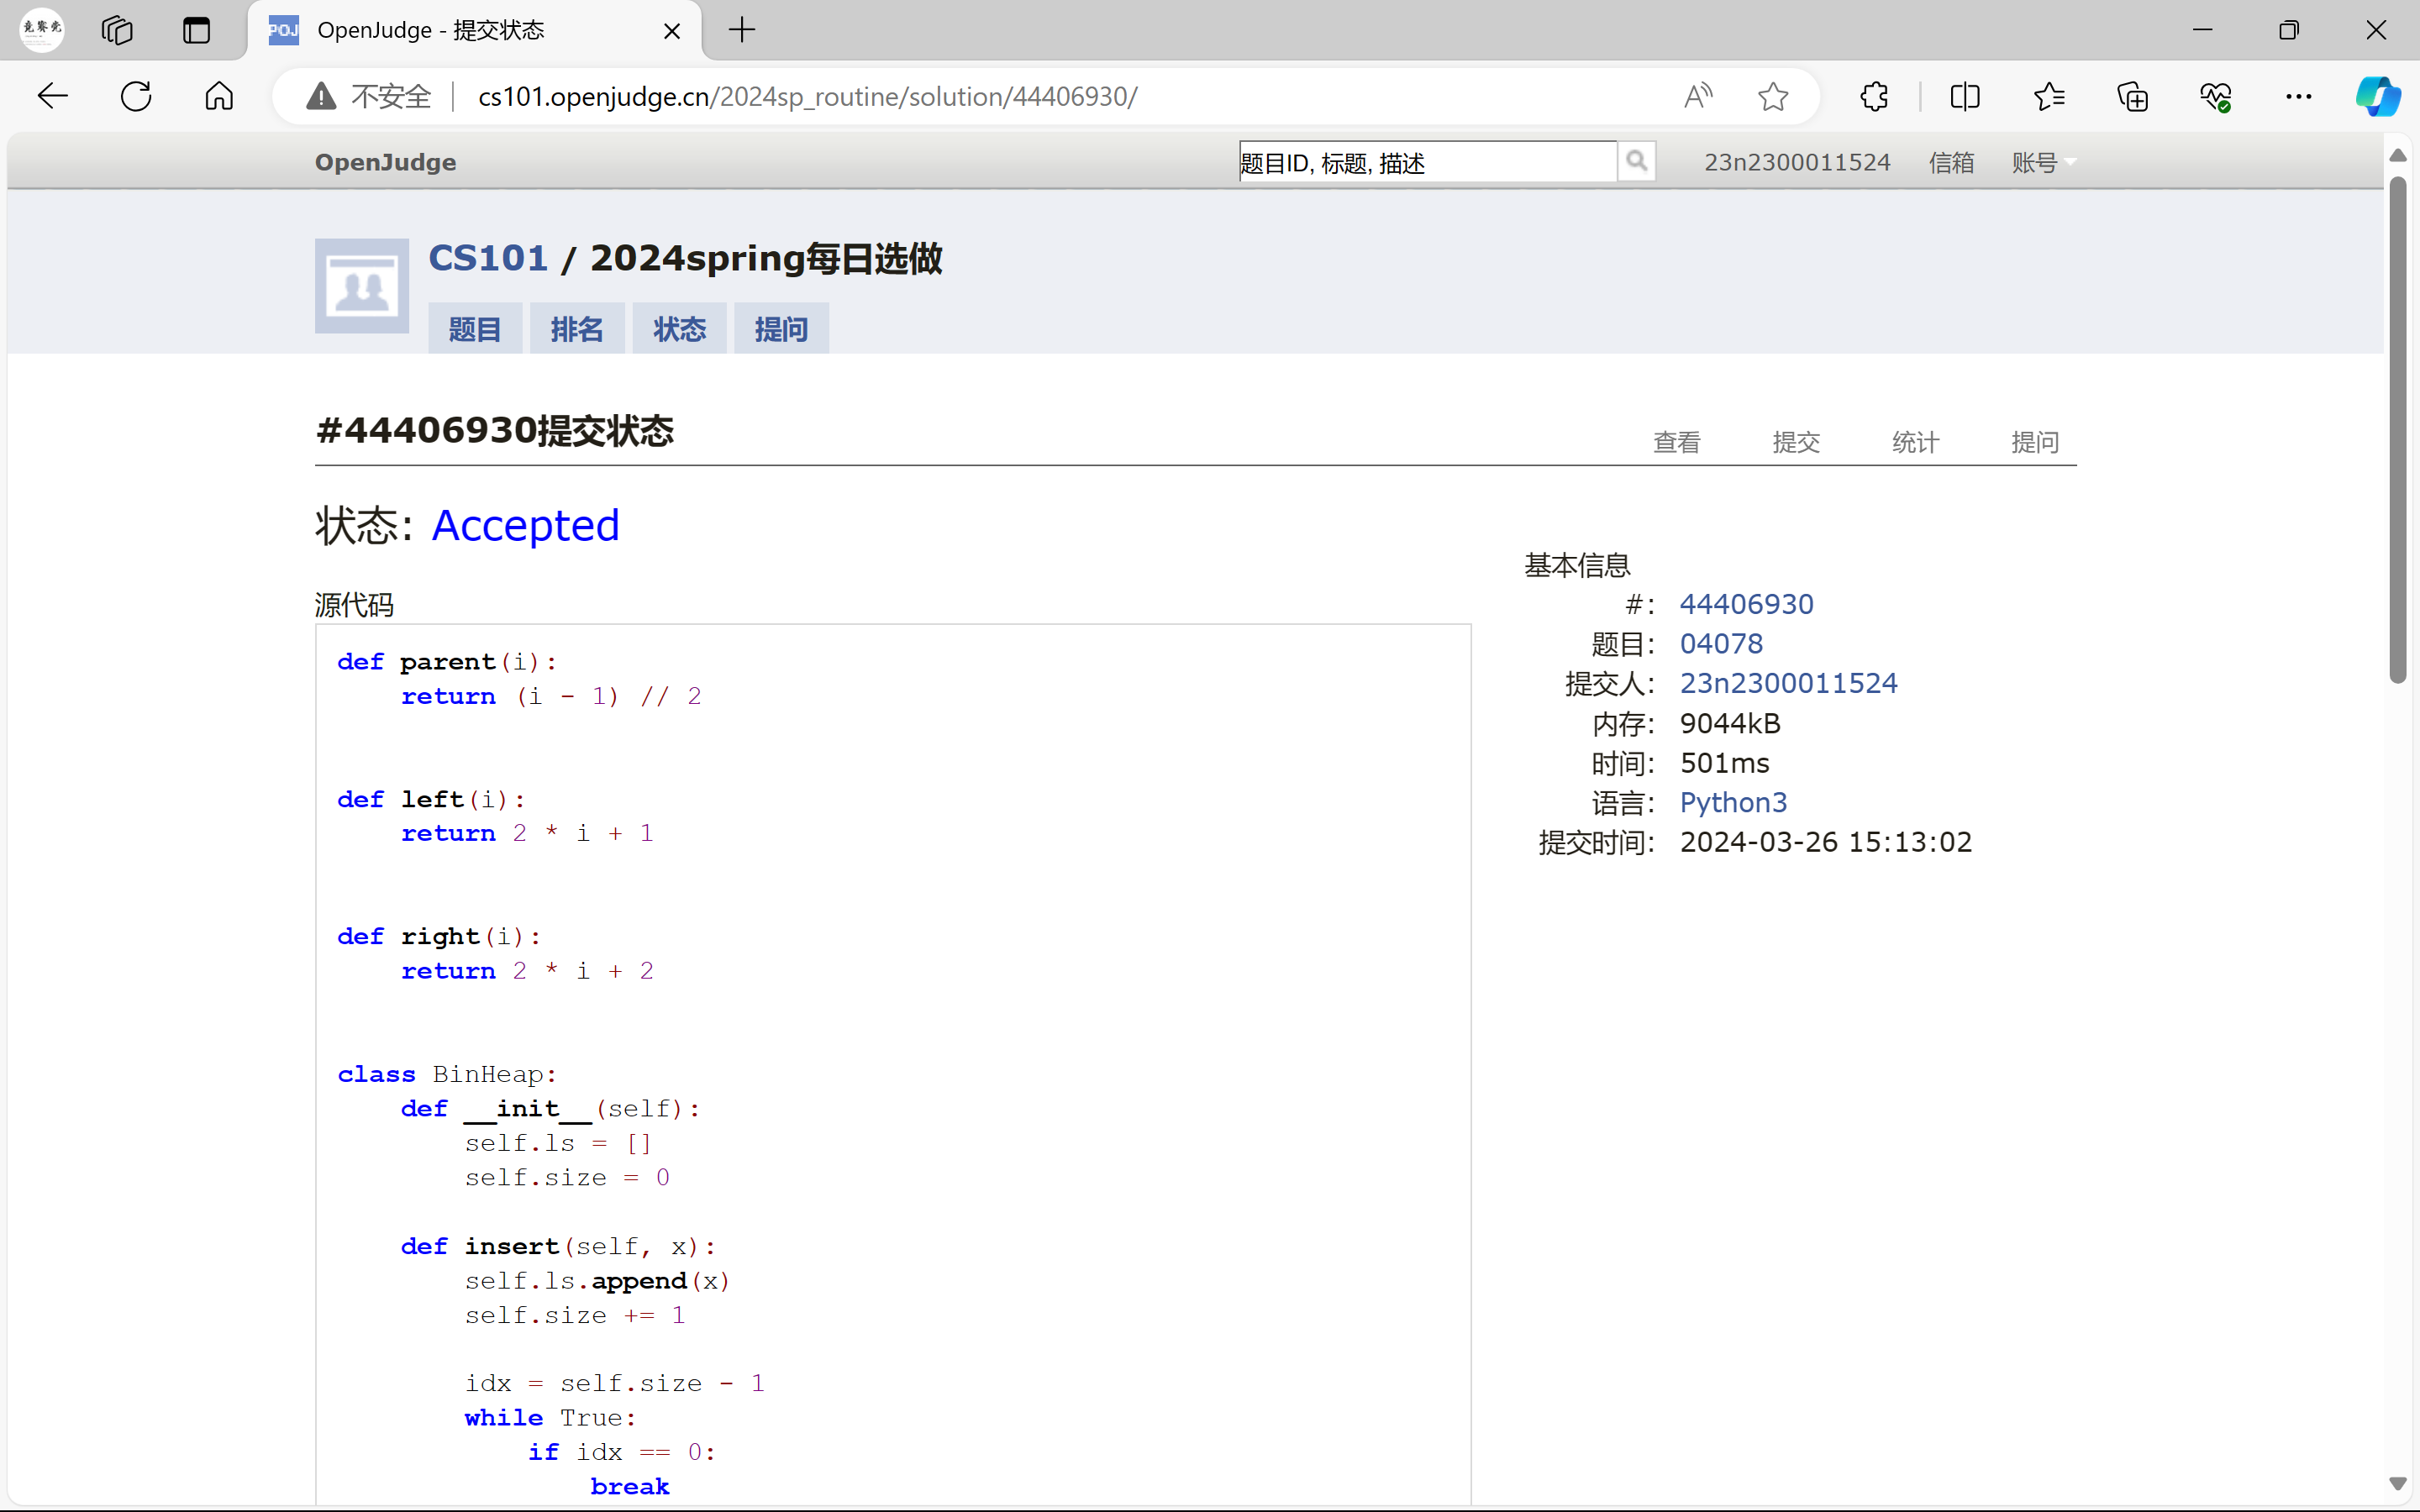 竞赛党
POJ
OpenJudge - 提交状态
不安全
cs101.openjudge.cn/2024sp_routine/solution/44406930/
OpenJudge
题目ID, 标题, 描述
23n2300011524
信箱
账号
CS101 / 2024spring每日选做
题目
排名
状态
提问
#44406930提交状态
查看
提交
统计
提问
状态: Accepted
源代码
def parent(i):
    return (i - 1) // 2
def left(i):
    return 2 * i + 1
def right(i):
    return 2 * i + 2
class BinHeap:
    def __init__(self):
        self.ls = []
        self.size = 0
    def insert(self, x):
        self.ls.append(x)
        self.size += 1
        idx = self.size - 1
        while True:
            if idx == 0:
                break
基本信息
#: 44406930
题目: 04078
提交人: 23n2300011524
内存: 9044kB
时间: 501ms
语言: Python3
提交时间: 2024-03-26 15:13:02